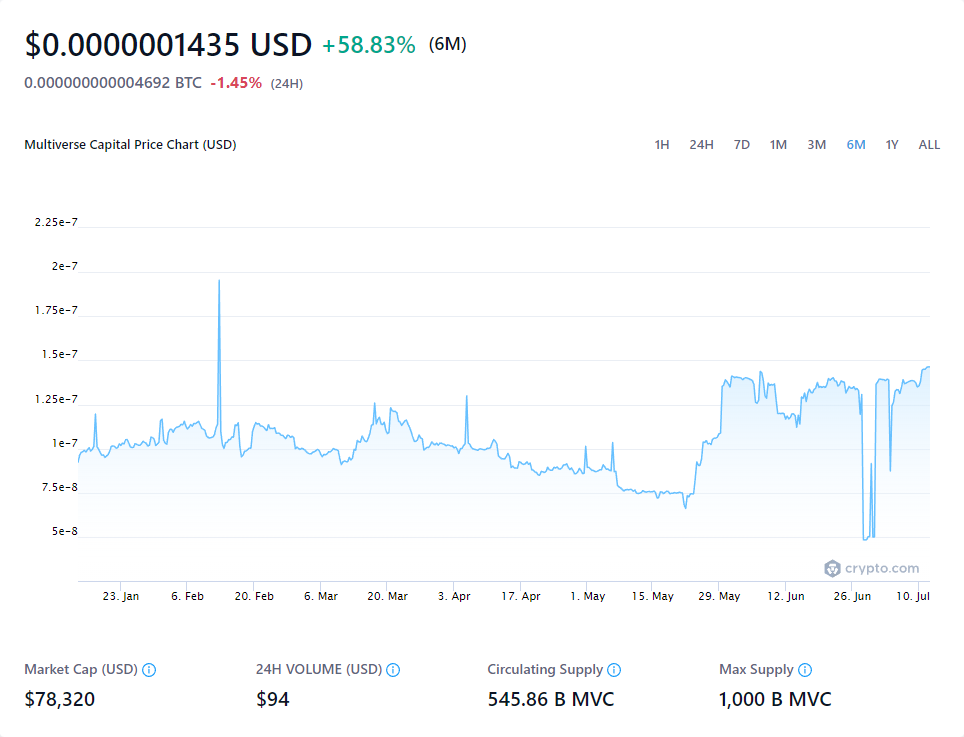 $0.0000001435 USD +58.83% (6M)
0.000000000004692 BTC -1.45% (24H)
Multiverse Capital Price Chart (USD) 1H 24H 7D 1M 3M 6M 1Y ALL
2.25e-7
2e-7
1.75e-7
1.5e-7
1.25e-7
1e-7
7.5e-8
5e-8
crypto.com
23. Jan 6. Feb 20. Feb 6. Mar 20. Mar 3. Apr 17. Apr 1. May 15. May 29. May 12. Jun 26. Jun 10. Jul
Market Cap (USD) 24H VOLUME (USD) Circulating Supply Max Supply
$78,320 $94 545.86 B MVC 1,000 B MVC